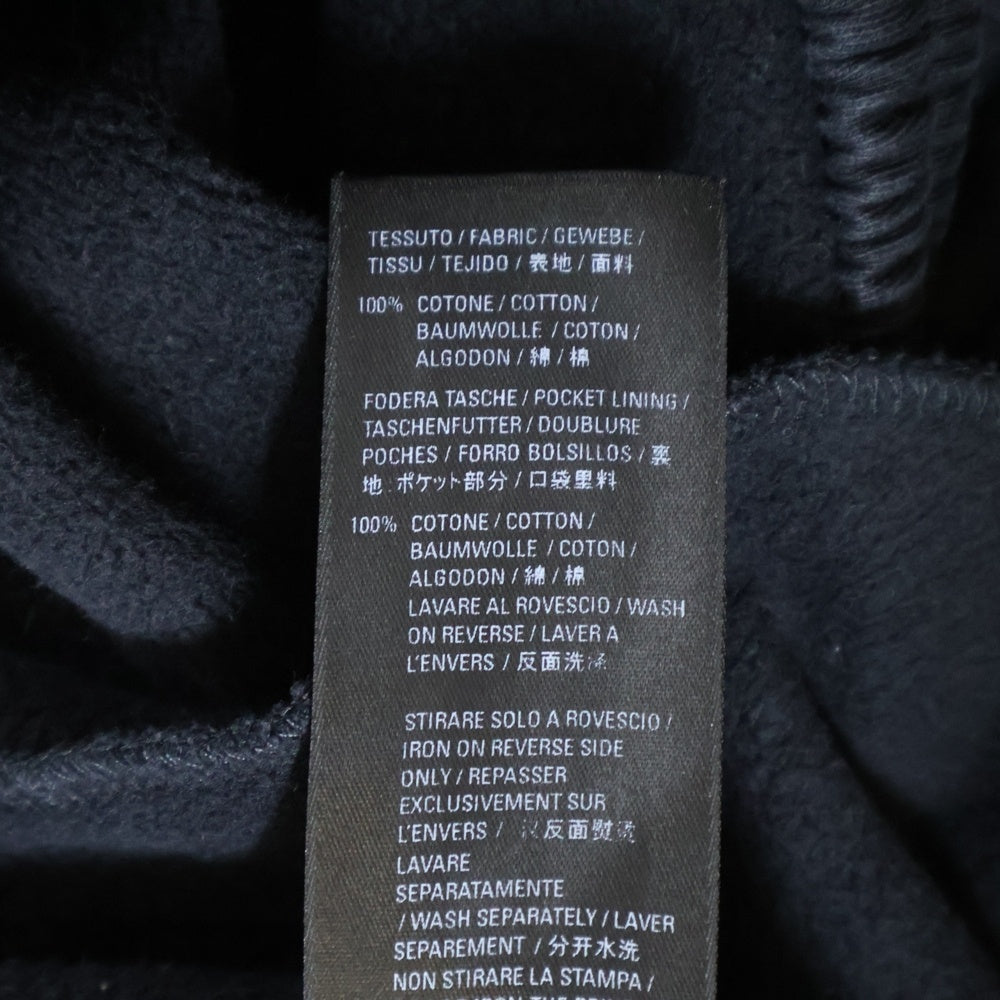 TESSUTO / FABRIC / GEWEBE /
TISSU / TEJIDO / 表地 / 面料
100% COTONE / COTTON /
BAUMWOLLE / COTON /
ALGODON / 綿 / 棉
FODERA TASCHE / POCKET LINING /
TASCHENFUTTER / DOUBLURE
POCHES / FORRO BOLSILLOS / 裏
地 ポケット部分 / 口袋里料
100% COTONE / COTTON /
BAUMWOLLE / COTON /
ALGODON / 綿 / 棉
LAVARE AL ROVESCIO / WASH
ON REVERSE / LAVER A
L'ENVERS / 反面洗涤
STIRARE SOLO A ROVESCIO /
IRON ON REVERSE SIDE
ONLY / REPASSER
EXCLUSIVEMENT SUR
L'ENVERS / 反面熨烫
LAVARE
SEPARATAMENTE
/ WASH SEPARATELY / LAVER
SEPAREMENT / 分开水洗
NON STIRARE LA STAMPA /